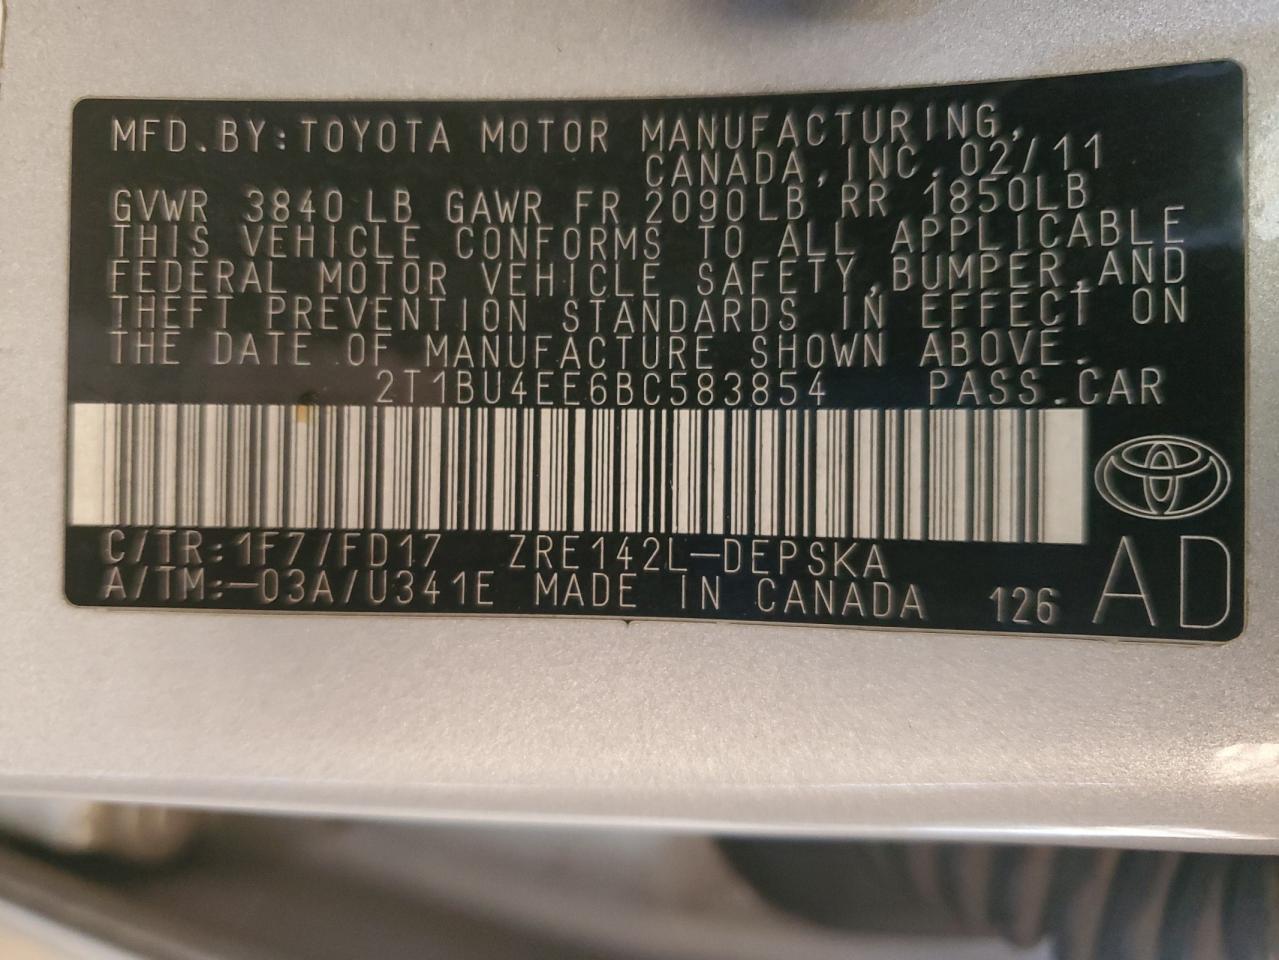 MFD.BY:TOYOTA MOTOR MANUFACTURING,
CANADA,INC.02/11
GVWR 3840LB GAWR FR 2090LB RR 1850LB
THIS VEHICLE CONFORMS TO ALL APPLICABLE
FEDERAL MOTOR VEHICLE SAFETY,BUMPER,AND
THEFT PREVENTION STANDARDS IN EFFECT ON
THE DATE OF MANUFACTURE SHOWN ABOVE.
2T1BU4EE6BC583854 PASS.CAR
C/TR:1F7/FD17 ZRE142L-DEPSKA
A/TM:-03A/U341E MADE IN CANADA 126 AD